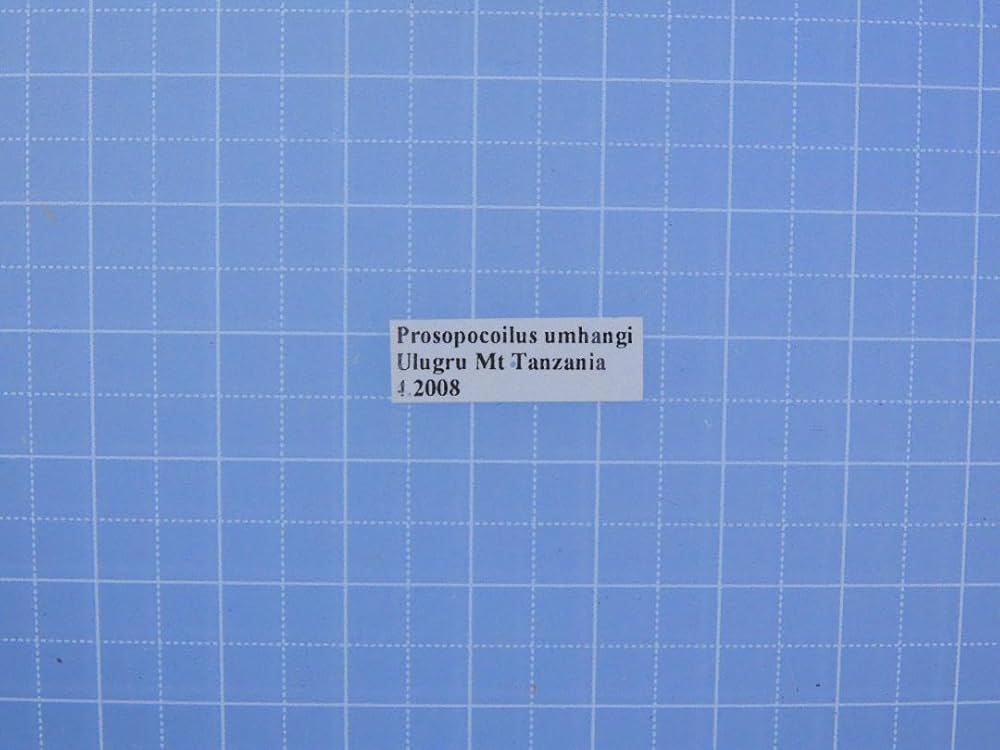 Prosopocoilus umhangi
Ulugru Mt Tanzania
4.2008